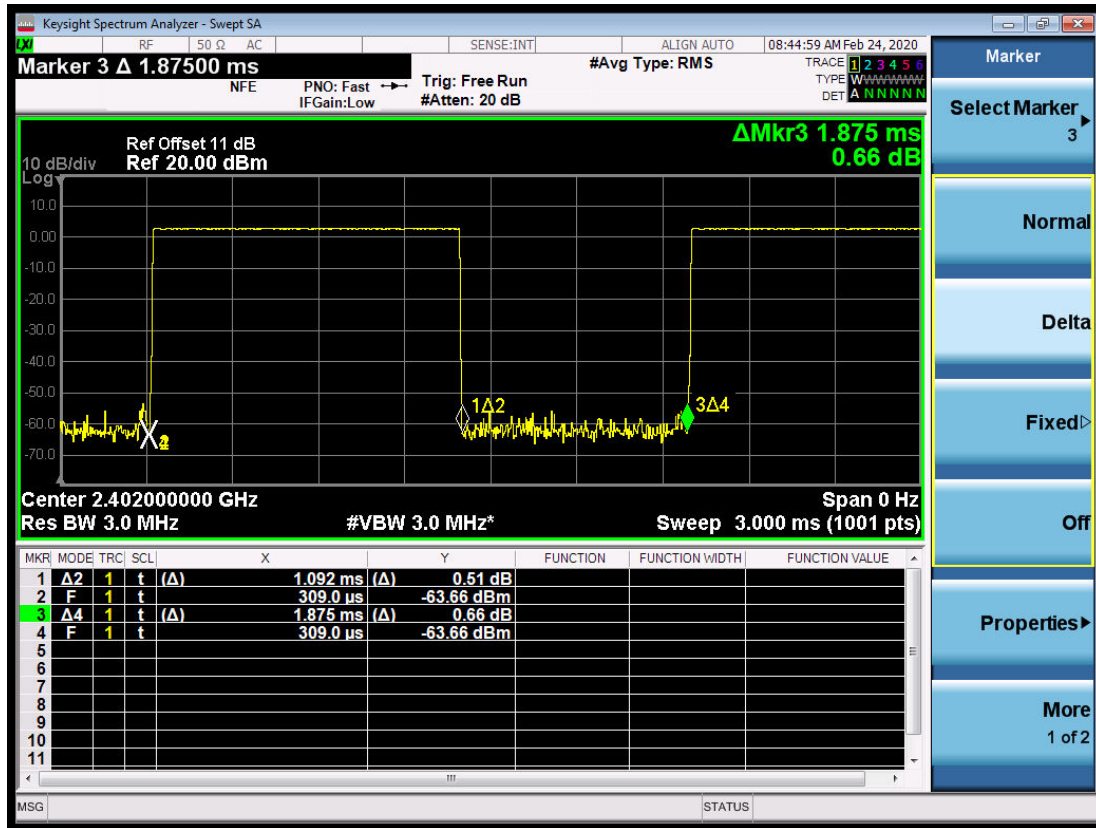 Keysight Spectrum Analyzer - Swept SA
LXI RF 50 Ω AC SENSE:INT ALIGN AUTO 08:44:59 AM Feb 24, 2020
Marker 3 Δ 1.87500 ms
NFE
PNO: Fast
IFGain:Low
Trig: Free Run
#Atten: 20 dB
#Avg Type: RMS
TRACE 1 2 3 4 5 6
TYPE WWWWWW
DET A N N N N N
ΔMkr3 1.875 ms
0.66 dB
Ref Offset 11 dB
10 dB/div Ref 20.00 dBm
Log
10.0
0.00
-10.0
-20.0
-30.0
-40.0
-50.0
-60.0
-70.0
1Δ2
3Δ4
Center 2.402000000 GHz Span 0 Hz
Res BW 3.0 MHz #VBW 3.0 MHz* Sweep 3.000 ms (1001 pts)
MKR MODE TRC SCL X Y FUNCTION FUNCTION WIDTH FUNCTION VALUE
1 Δ2 1 t (Δ) 1.092 ms (Δ) 0.51 dB
2 F 1 t 309.0 µs -63.66 dBm
3 Δ4 1 t (Δ) 1.875 ms (Δ) 0.66 dB
4 F 1 t 309.0 µs -63.66 dBm
5
6
7
8
9
10
11
MSG STATUS
Marker
Select Marker
3
Normal
Delta
Fixed
Off
Properties
More
1 of 2